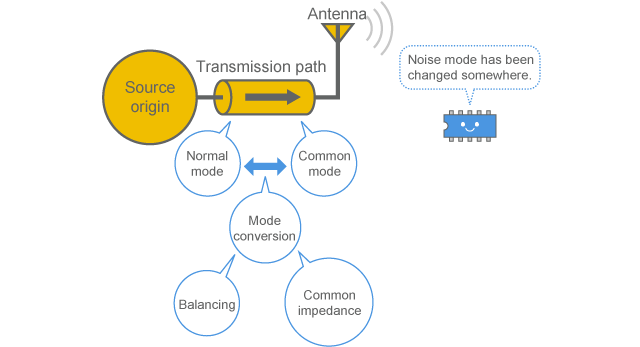 Antenna
Transmission path
Source
origin
Noise mode has been
changed somewhere.
Normal
mode
Common
mode
Mode
conversion
Balancing
Common
impedance